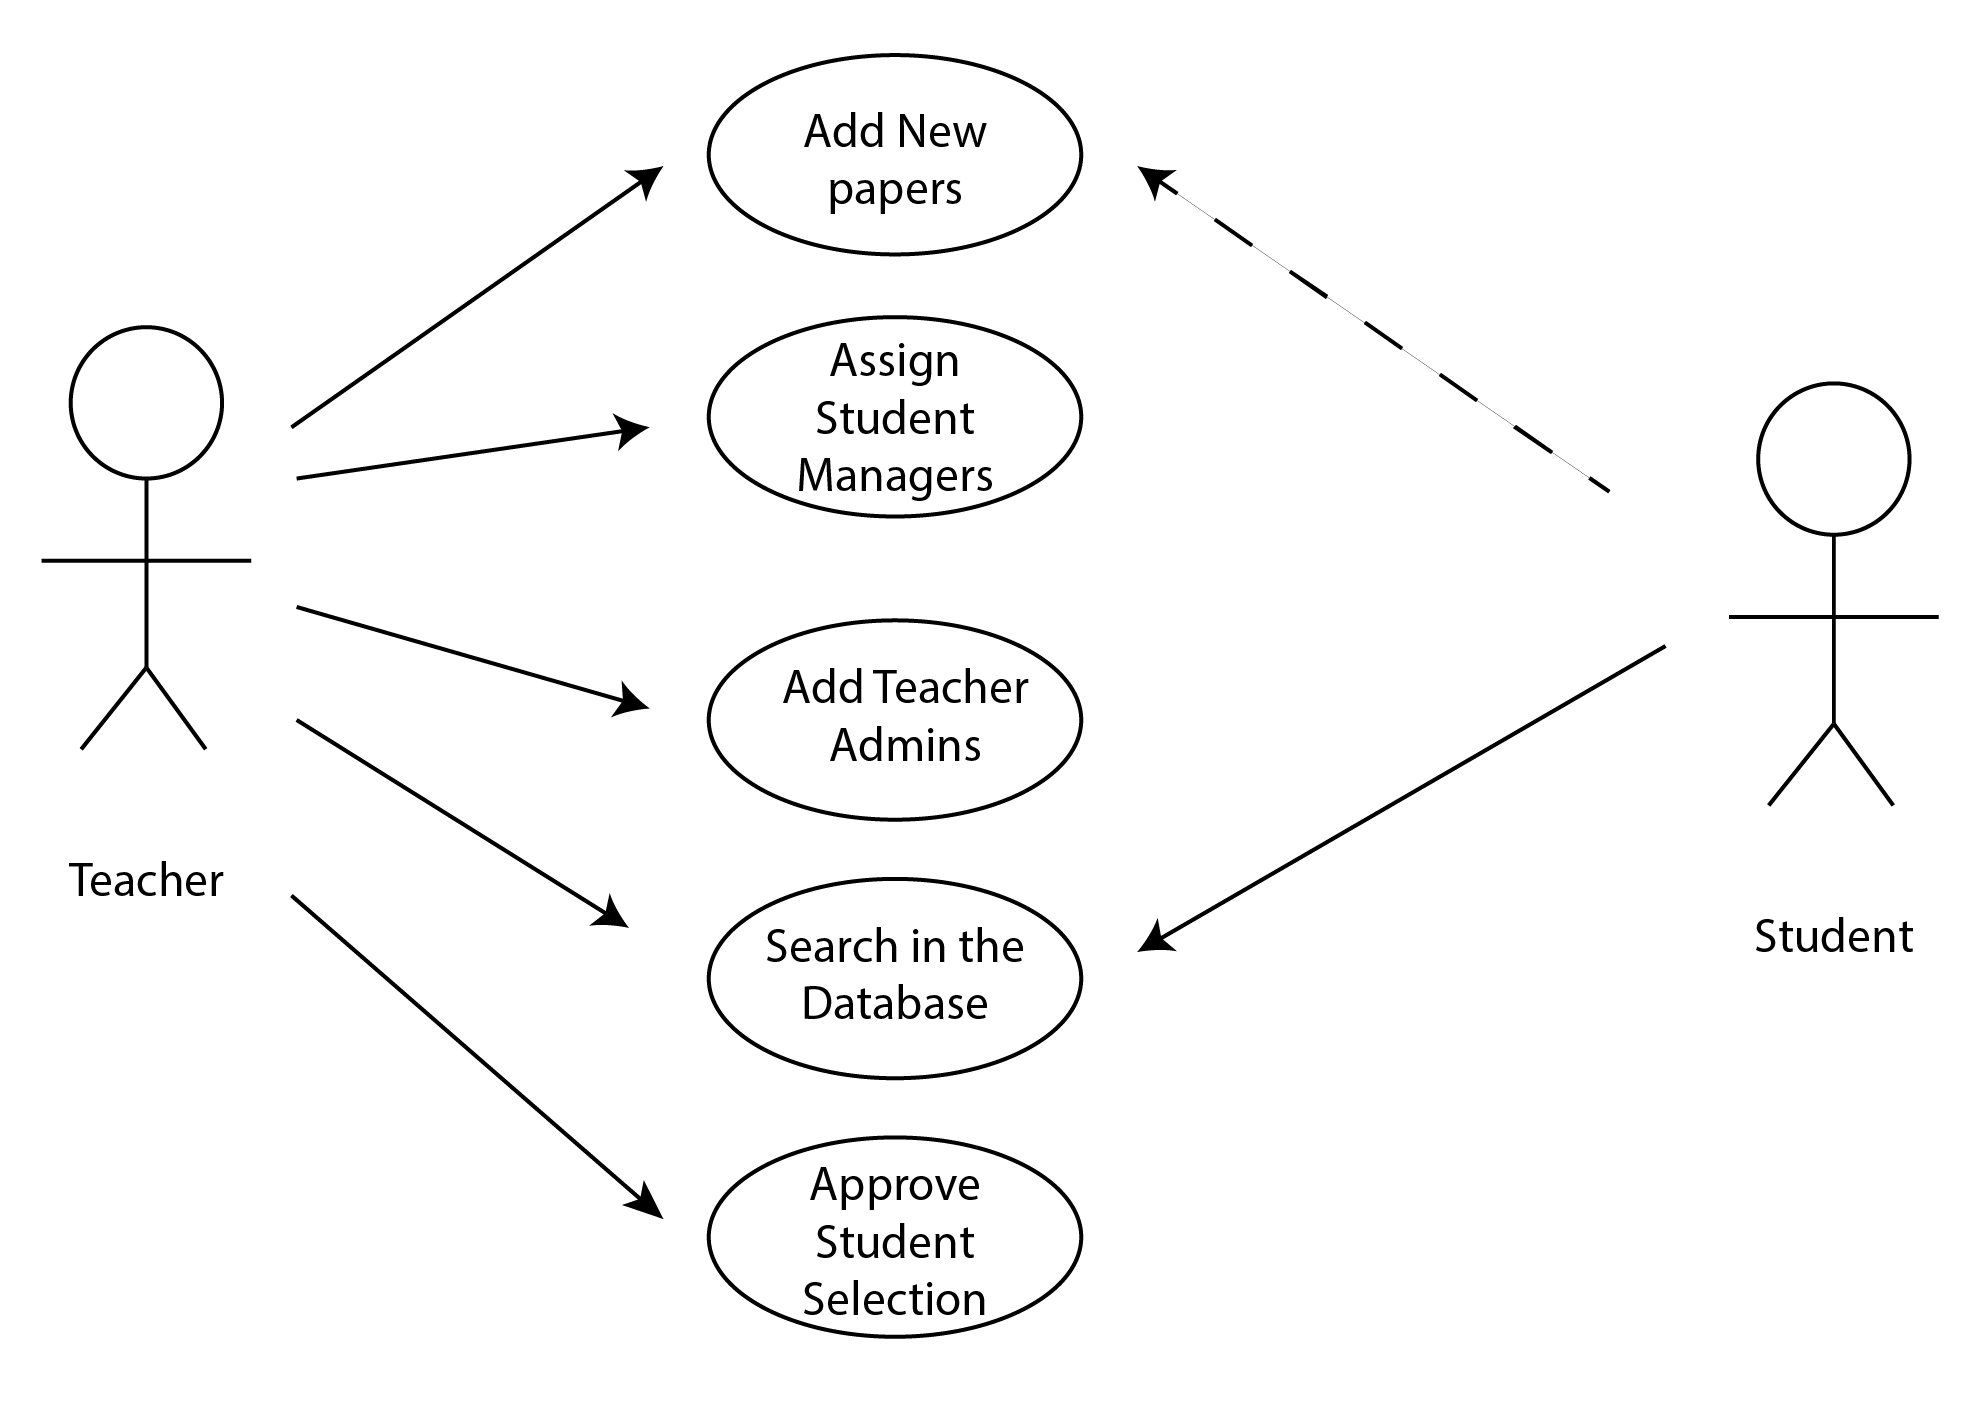 Add New
papers
Assign
Student
Managers
Add Teacher
Admins
Teacher
Search in the
Database
Student
Approve
Student
Selection